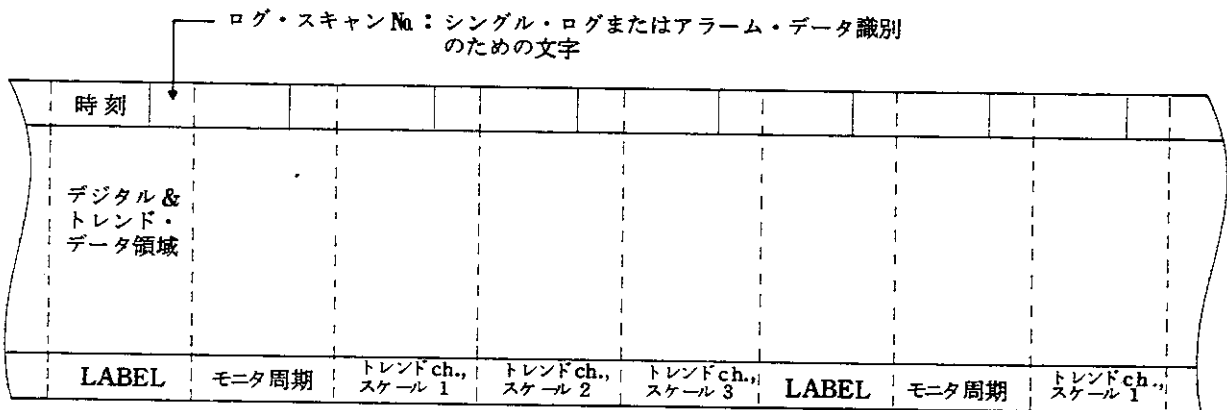 ログ・スキャン№：シングル・ログまたはアラーム・データ識別
のための文字
時刻
デジタル&
トレンド・
データ領域
LABEL
モニタ周期
トレンドch.,
スケール 1
トレンドch.,
スケール 2
トレンドch.,
スケール 3
LABEL
モニタ周期
トレンドch.,
スケール 1